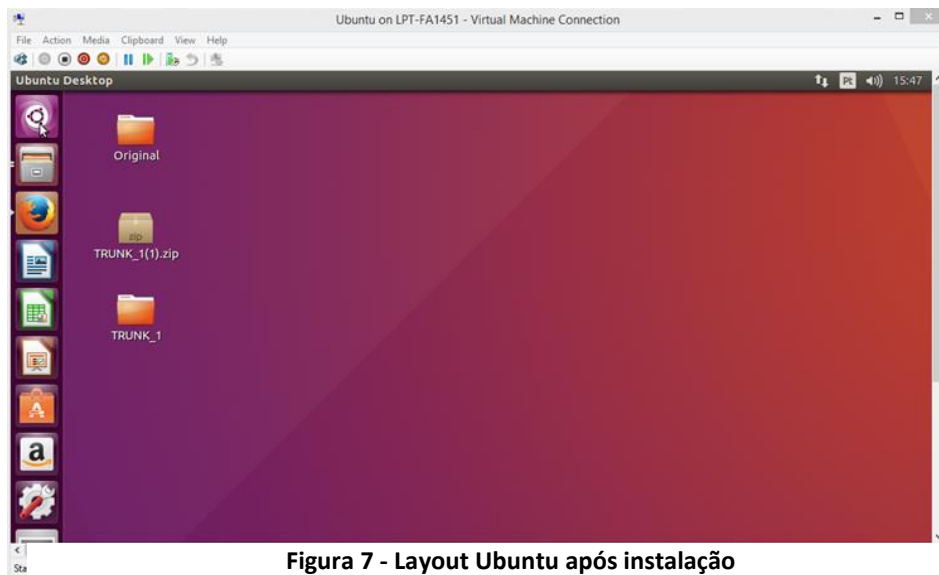 Ubuntu on LPT-FA1451 - Virtual Machine Connection
File Action Media Clipboard View Help
Ubuntu Desktop
Pt
15:47
Original
zip
TRUNK_1(1).zip
TRUNK_1
A
a
Sta
Figura 7 - Layout Ubuntu após instalação